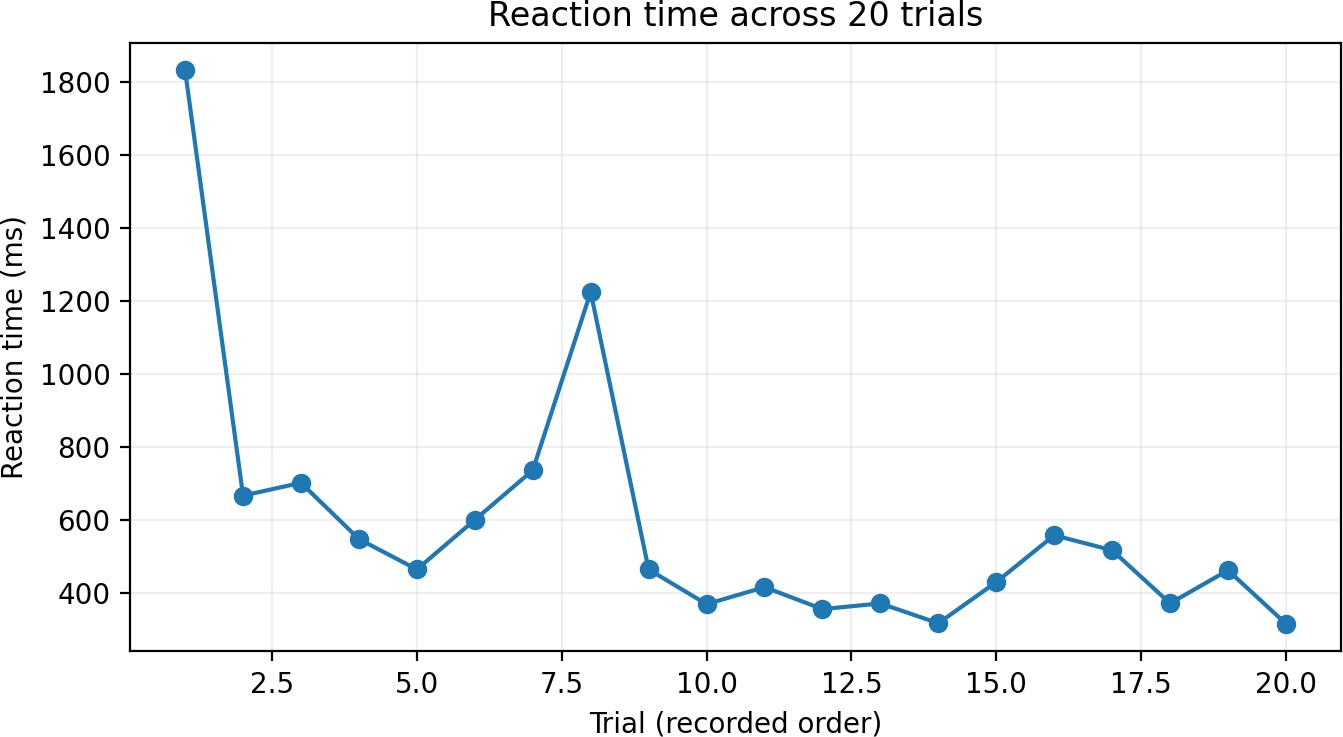 Reaction time across 20 trials
Reaction time (ms)
1800
1600
1400
1200
1000
800
600
400
2.5 5.0 7.5 10.0 12.5 15.0 17.5 20.0
Trial (recorded order)